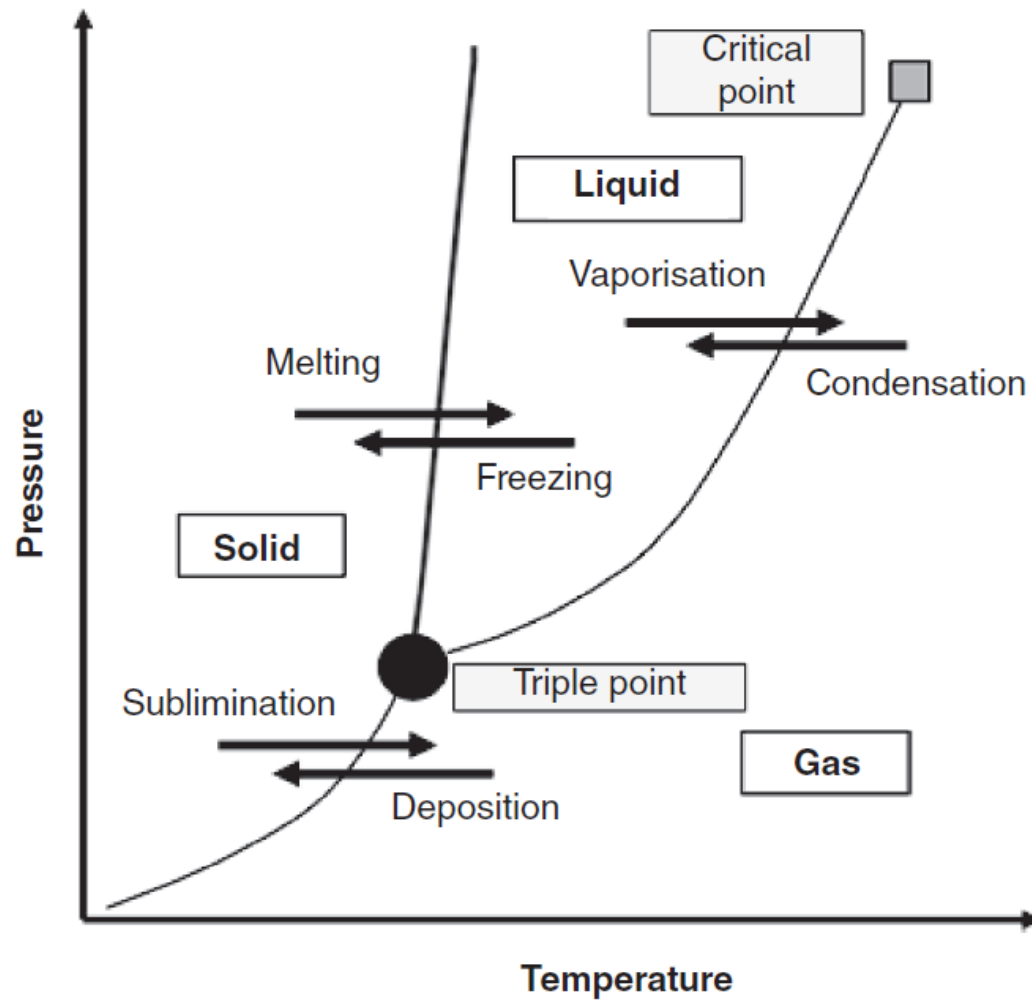 Critical
point
Liquid
Vaporisation
Condensation
Melting
Freezing
Solid
Triple point
Sublimination
Deposition
Gas
Pressure
Temperature